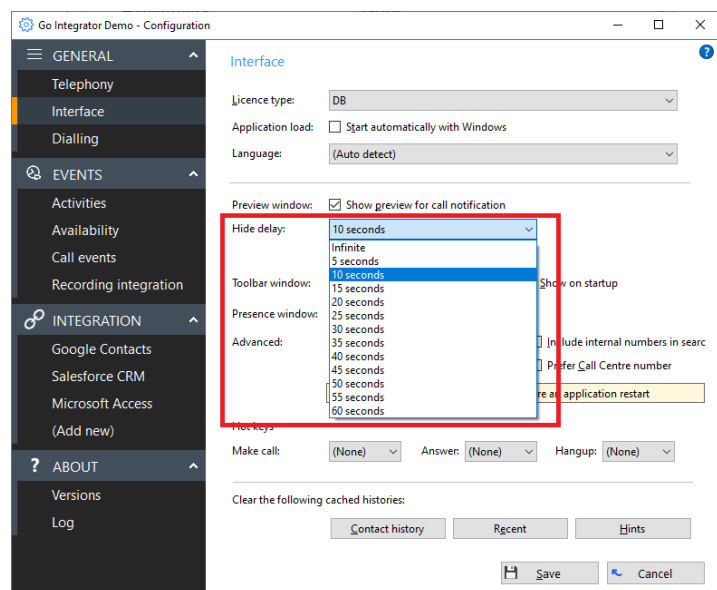 Go Integrator Demo - Configuration
GENERAL
Telephony
Interface
Dialling
EVENTS
Activities
Availability
Call events
Recording integration
INTEGRATION
Google Contacts
Salesforce CRM
Microsoft Access
(Add new)
? ABOUT
Versions
Log
?
Interface
Licence type: DB
Application load: Start automatically with Windows
Language: (Auto detect)
Preview window: Show preview for call notification
Hide delay: 10 seconds
Infinite
5 seconds
10 seconds
Toolbar window: 15 seconds Show on startup
20 seconds
25 seconds
Presence window:
30 seconds
Advanced: 35 seconds Include internal numbers in searc
40 seconds
45 seconds Prefer Call Centre number
50 seconds
55 seconds re an application restart
60 seconds
Hot keys
Make call: (None) Answer: (None) Hangup: (None)
Clear the following cached histories:
Contact history Recent Hints
Save Cancel